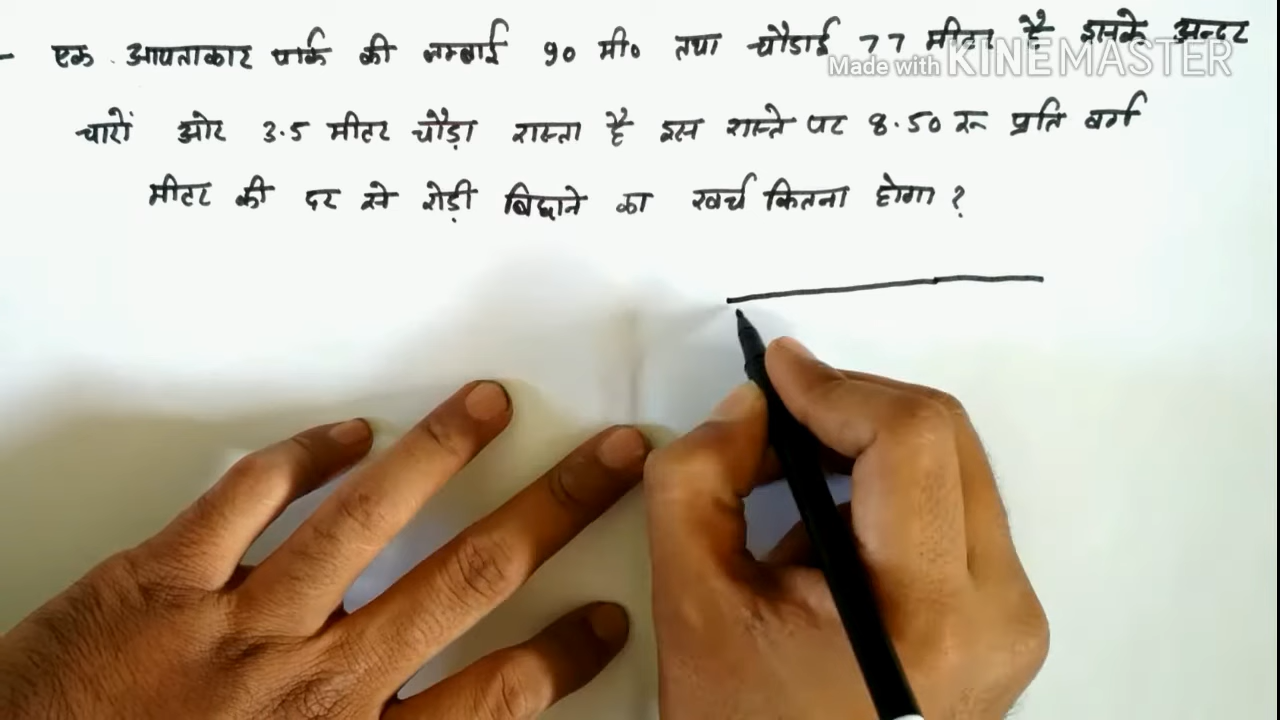 एक आयताकार पार्क की लम्बाई 90 मी० तथा चौडाई 77 मीटर है इसके अन्दर
Made with KINEMASTER
चारों ओर 3.5 मीटर चौड़ा रास्ता है इस रास्ते पर 8.50 रू प्रति वर्ग
मीटर की दर से रोड़ी बिछाने का खर्च कितना होगा ?